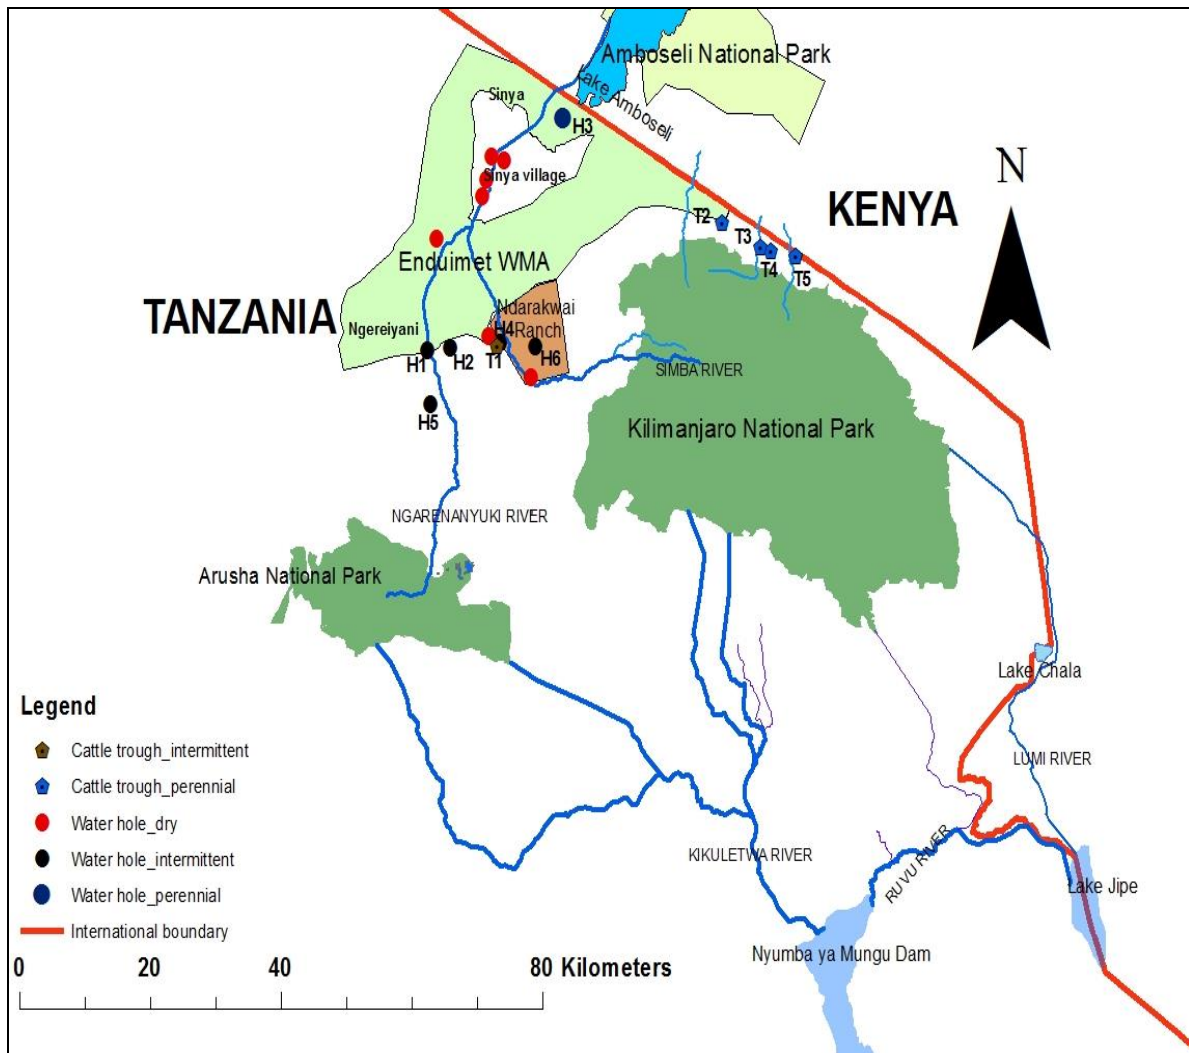 Amboseli National Park
Lake Amboseli
Sinya
H3
Sinya village
KENYA
N
T2
T3
T4
T5
Enduimet WMA
TANZANIA
Ngereiyani
Ndarakwai
Ranch
H4
H1
H2
T1
H6
SIMBA RIVER
H5
Kilimanjaro National Park
NGARENANYUKI RIVER
Arusha National Park
Lake Chala
LUMI RIVER
KIKULETWA RIVER
RUVU RIVER
Lake Jipe
Nyumba ya Mungu Dam
Legend
Cattle trough_intermittent
Cattle trough_perennial
Water hole_dry
Water hole_intermittent
Water hole_perennial
International boundary
0 20 40 80 Kilometers